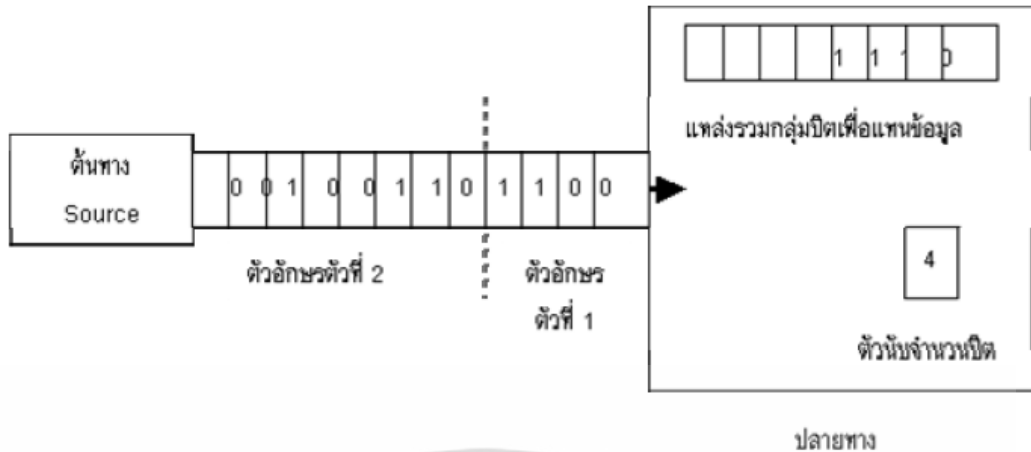 1 1 1 0
แหล่งรวมกลุ่มบิตเพื่อแทนข้อมูล
ต้นทาง
Source
0 0 1 0 0 1 1 0 1 1 0 0
4
ตัวอักษรตัวที่ 2
ตัวอักษร
ตัวที่ 1
ตัวนับจำนวนบิต
ปลายทาง